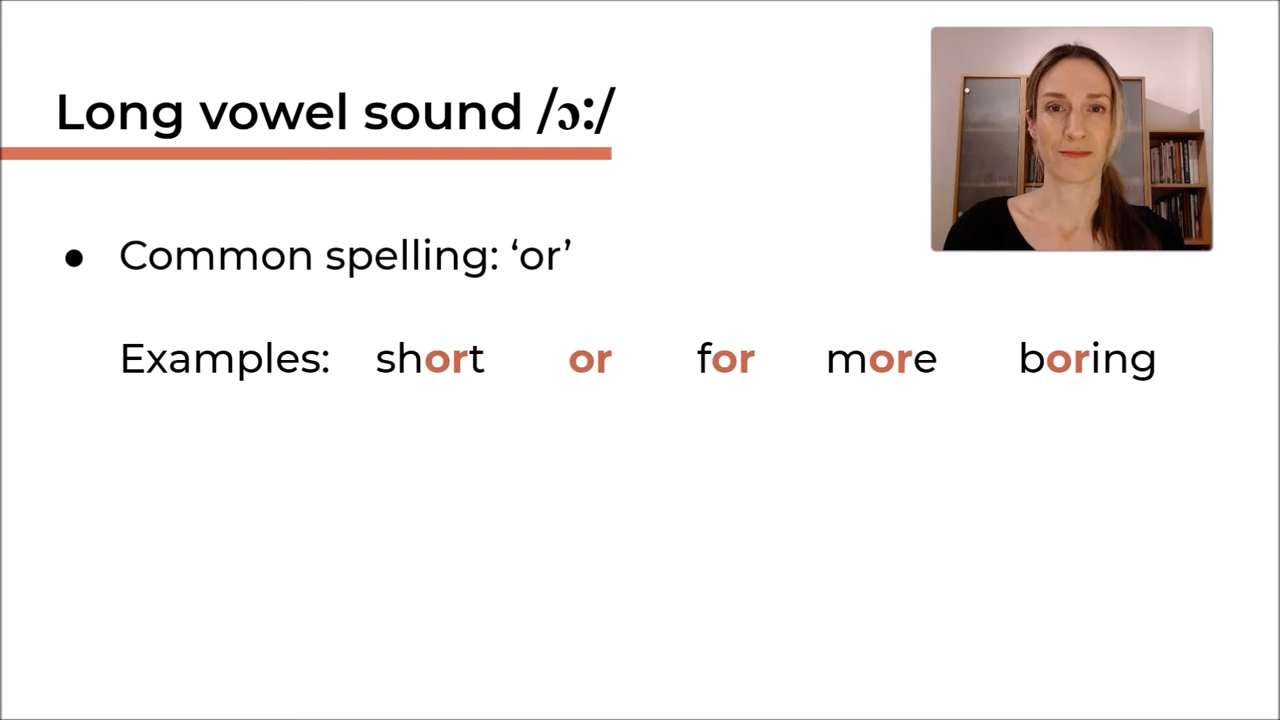 Long vowel sound /ɔː/
● Common spelling: ‘or’
Examples: short or for more boring